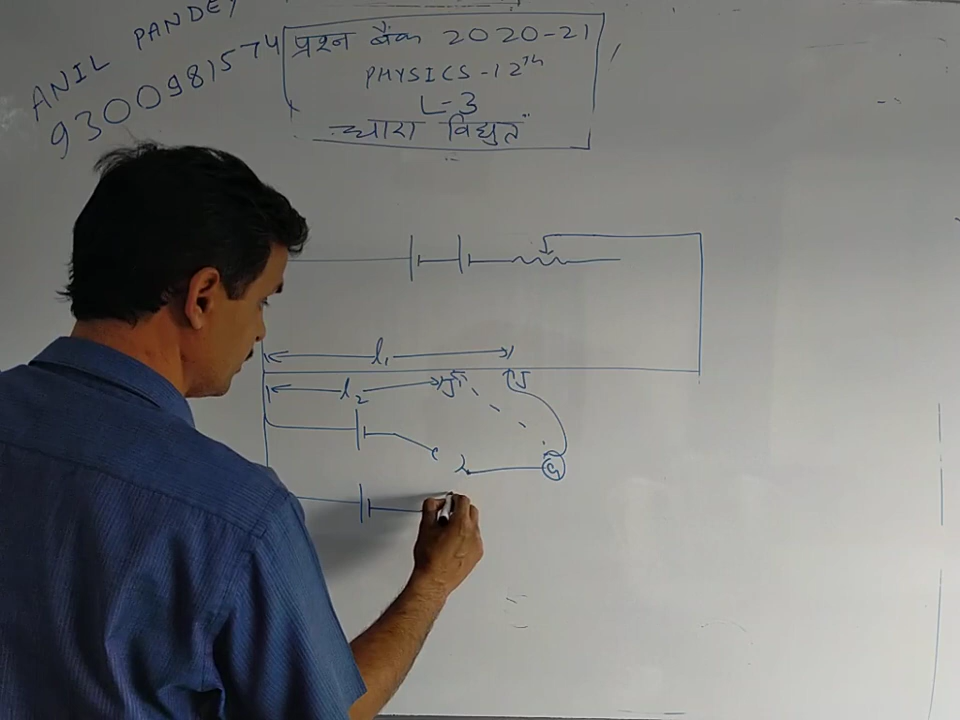 ANIL PANDEY
9300981574
प्रश्न बैंक 2020-21
PHYSICS-12th
L-3
धारा विद्युत
l1
J
l2
J'
G